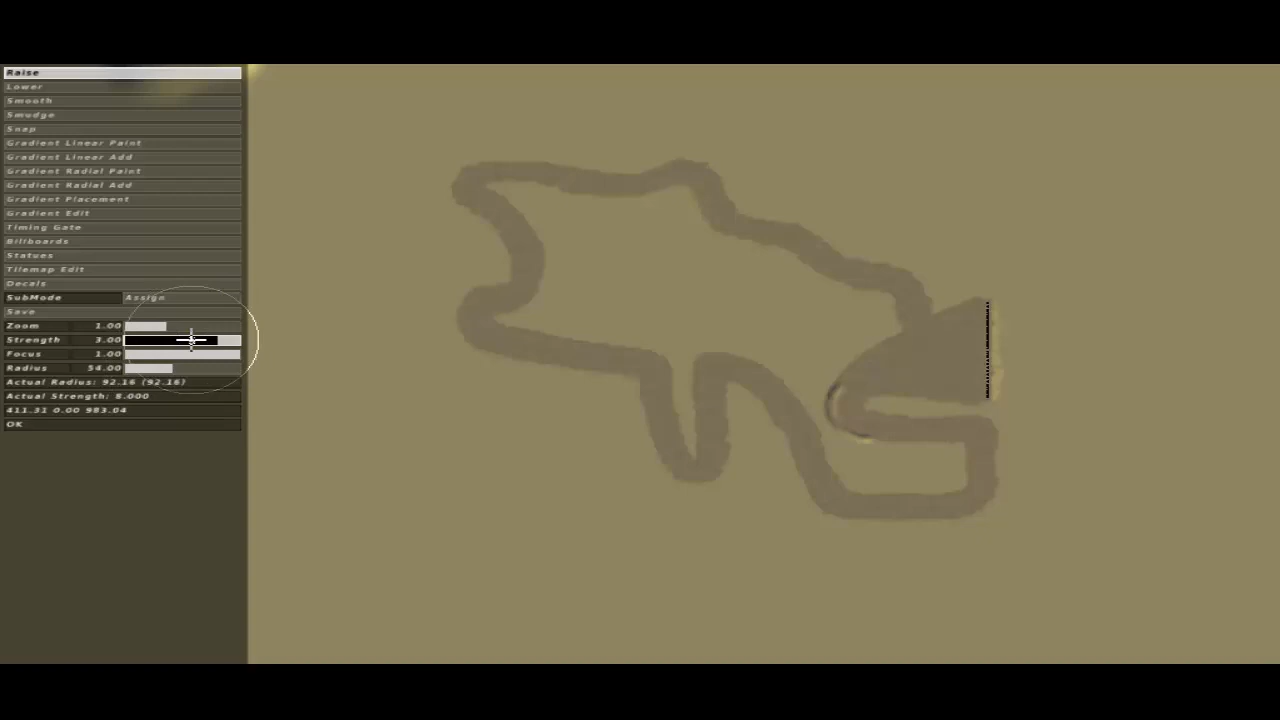 Raise
Lower
Smooth
Smudge
Snap
Gradient Linear Paint
Gradient Linear Add
Gradient Radial Paint
Gradient Radial Add
Gradient Placement
Gradient Edit
Timing Gate
Billboards
Statues
Tilemap Edit
Decals
SubMode Assign
Save
Zoom 1.00
Strength 3.00
Focus 1.00
Radius 54.00
Actual Radius: 92.16 (92.16)
Actual Strength: 8.000
411.31 0.00 983.04
OK